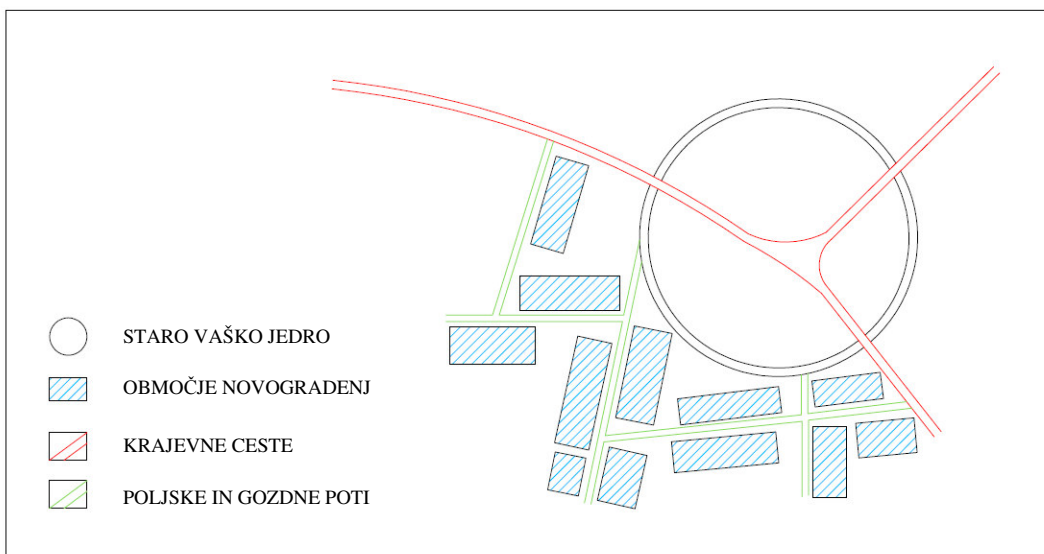 STARO VAŠKO JEDRO
OBMOČJE NOVOGRADENJ
KRAJEVNE CESTE
POLJSKE IN GOZDNE POTI